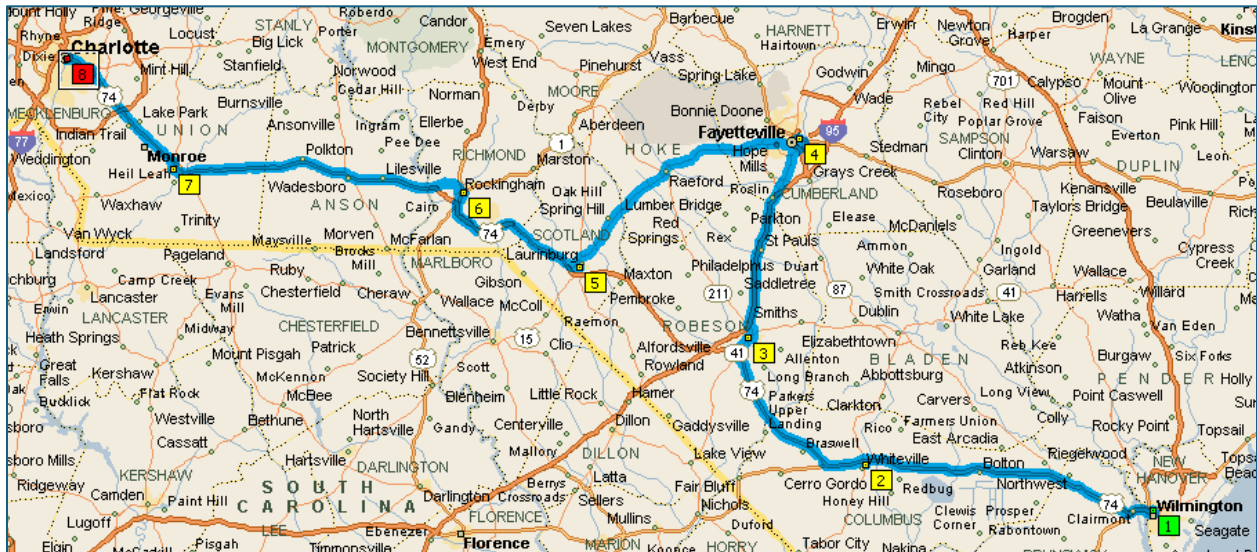 Mount Holly
Pine. Georgeville
STANLY
Roberdo
Candor
Seven Lakes
Barbecue
HARNETT
Erwin
Newton Grove
Brogden
La Grange
Kinst
Rhyne
Ridge
Locust
Big Lick
Porter
MONTGOMERY
Emery
West End
Vass
Hairtown
Harper
WAYNE
Charlotte
Dixie
Stanfield
Norwood
Pinehurst
Spring Lake
Godwin
Mingo
701
Calypso
Mount Olive
Woodington
8
Mint Hill
Cedar Hill
Norman
MOORE
Derby
Bonnie Doone
Wade
Rebel City
Red Hill
Poplar Grove
Faison
Pink Hill
74
Lake Park
Burnsville
Ellerbe
Aberdeen
Fayetteville
95
SAMPSON
Everton
MECKLENBURG
UNION
Ansonville
Ingram
Pee Dee
RICHMOND
1
Marston
HOKE
Hope Mills
4
Stedman
Clinton
Warsaw
Leon
77
Indian Trail
Weddington
Monroe
Polkton
Lilesville
Rockingham
Oak Hill
Raeford
Roslin
Grays Creek
CUMBERLAND
Roseboro
DUPLIN
Kenansville
Beulaville
Heil Leah
7
Wadesboro
ANSON
6
Spring Hill
Lumber Bridge
Parkton
Elease
McDaniels
Taylors Bridge
Waxhaw
Trinity
Cairo
SCOTLAND
Red Springs
Rex
St Pauls
Ammon
Ingold
Greenevers
Van Wyck
Maysville
Morven
McFarlan
74
Laurinburg
Philadelphus
Duart
White Oak
Garland
Wallace
Cypress Creek
Landsford
Pageland
Brocks Mill
MARLBORO
Gibson
Maxton
Saddletree
87
Smith Crossroads
41
Harrells
Willard
Camp Creek
Ruby
Chesterfield
Cheraw
Wallace
McColl
5
Pembroke
211
Dublin
White Lake
Watha
Van Eden
Lancaster
Evans Mill
Erwin
LANCASTER
Midway
CHESTERFIELD
Bennettsville
15
Raemon
ROBESON
Smiths
Elizabethtown
Heath Springs
Mount Pisgah
Patrick
52
Clio
Alfordsville
41
3
Allenton
BLADEN
Reb Kee
Burgaw
Six Forks
Great Falls
Kershaw
McKennon
Society Hill
Scott
Rowland
Long Branch
Abbottsburg
Atkinson
PENDER
Holly
Bucklick
Flat Rock
McBee
Blenheim
Little Rock
Hamer
74
Parkers
Upper Landing
Clarkton
Carvers
Long View
Point Caswell
Westville
Bethune
North Hartsville
Gandy
Centerville
Dillon
Gaddysville
Rico
Farmers Union
Colly
Rocky Point
Topsail
Cassatt
Mallory
DILLON
Lake View
Braswell
East Arcadia
Hartsville
DARLINGTON
Whiteville
Bolton
Riegelwood
NEW HANOVER
KERSHAW
Ridgeway
Camden
Paint Hill
SOUTH CAROLINA
Darlington
Berrys Crossroads
Latta
Sellers
Fair Bluff
Cerro Gordo
2
Redbug
Northwest
Honey Hill
Nichols
Clewis Corner
Prosper
74
Wilmington
Lugoff
LEE
Ebenezer
FLORENCE
Mullins
Duford
COLUMBUS
Rabontown
Clairmont
1
Seagate
Elgin
McCaskill
Pisgah
Timmonsville
Florence
MARION
HORRY
Tabor City
Nakina